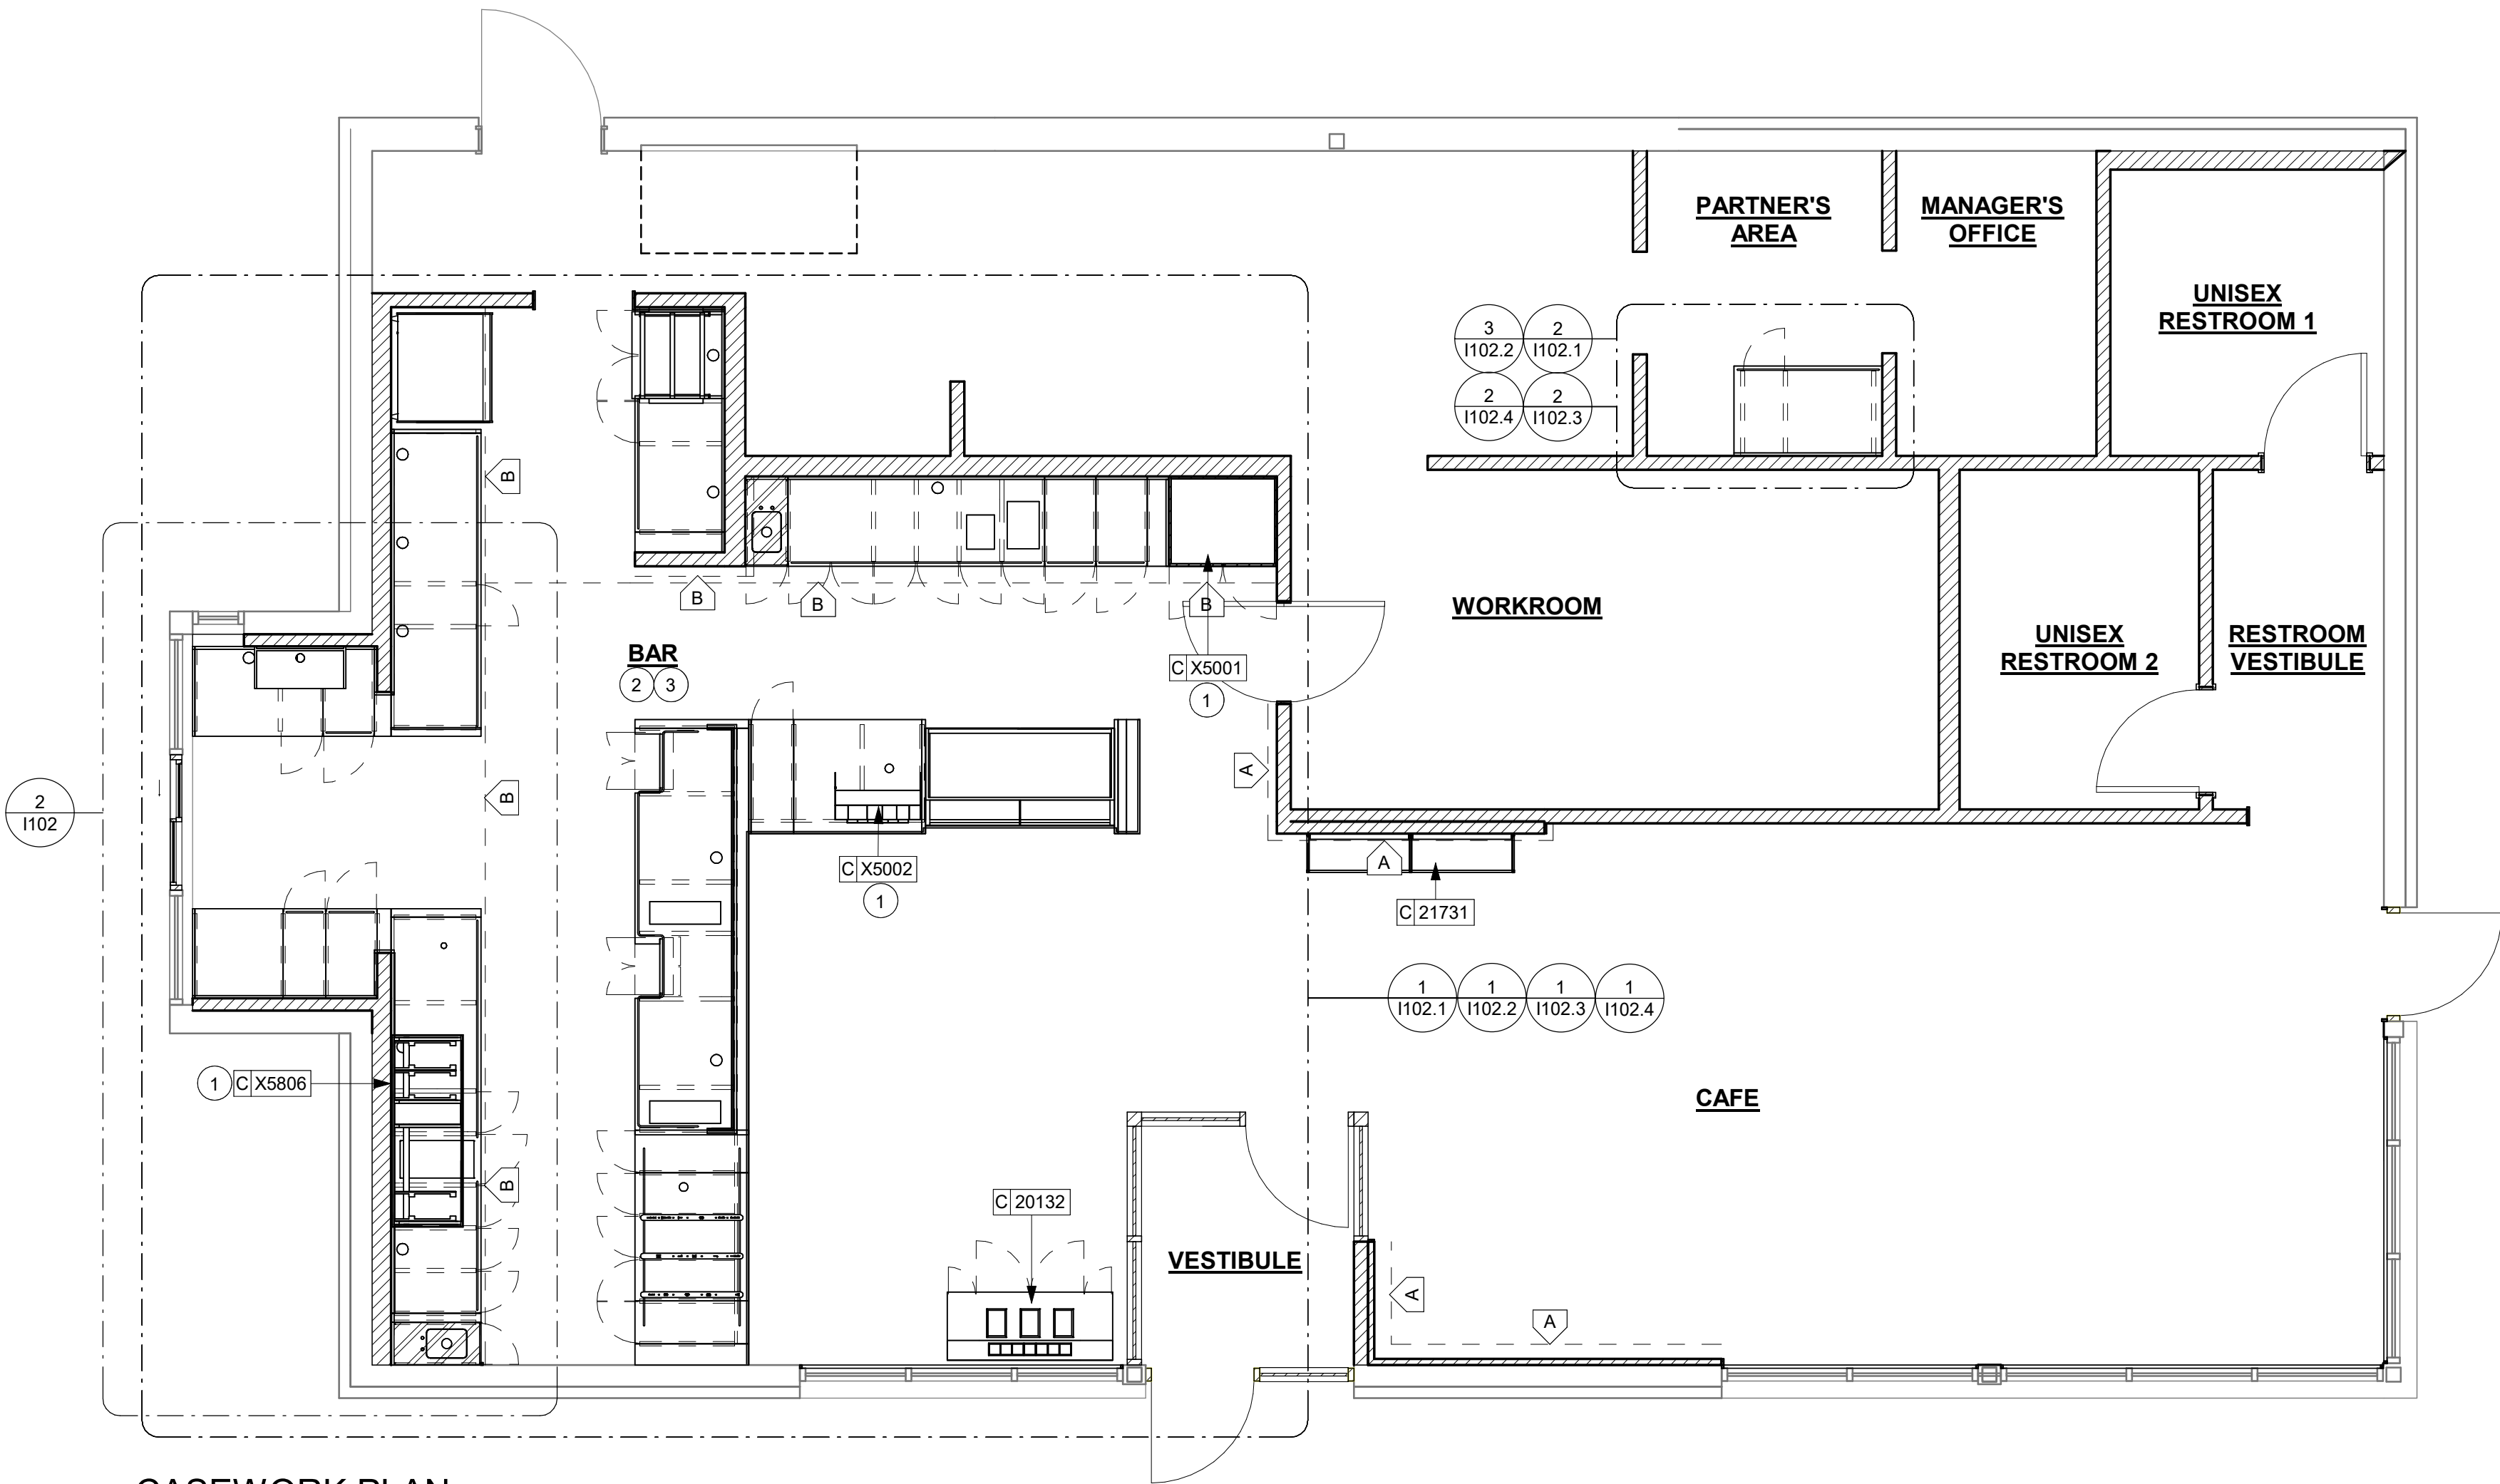 PARTNER'S
AREA
MANAGER'S
OFFICE
UNISEX
RESTROOM 1
3
I102.2
2
I102.1
2
I102.4
2
I102.3
B
B
B
B
WORKROOM
UNISEX
RESTROOM 2
RESTROOM
VESTIBULE
BAR
2 3
C X5001
1
A
B
2
I102
C X5002
1
A
C 21731
1
I102.1
1
I102.2
1
I102.3
1
I102.4
1 C X5806
CAFE
B
C 20132
VESTIBULE
A
A
CASEWORK PLAN